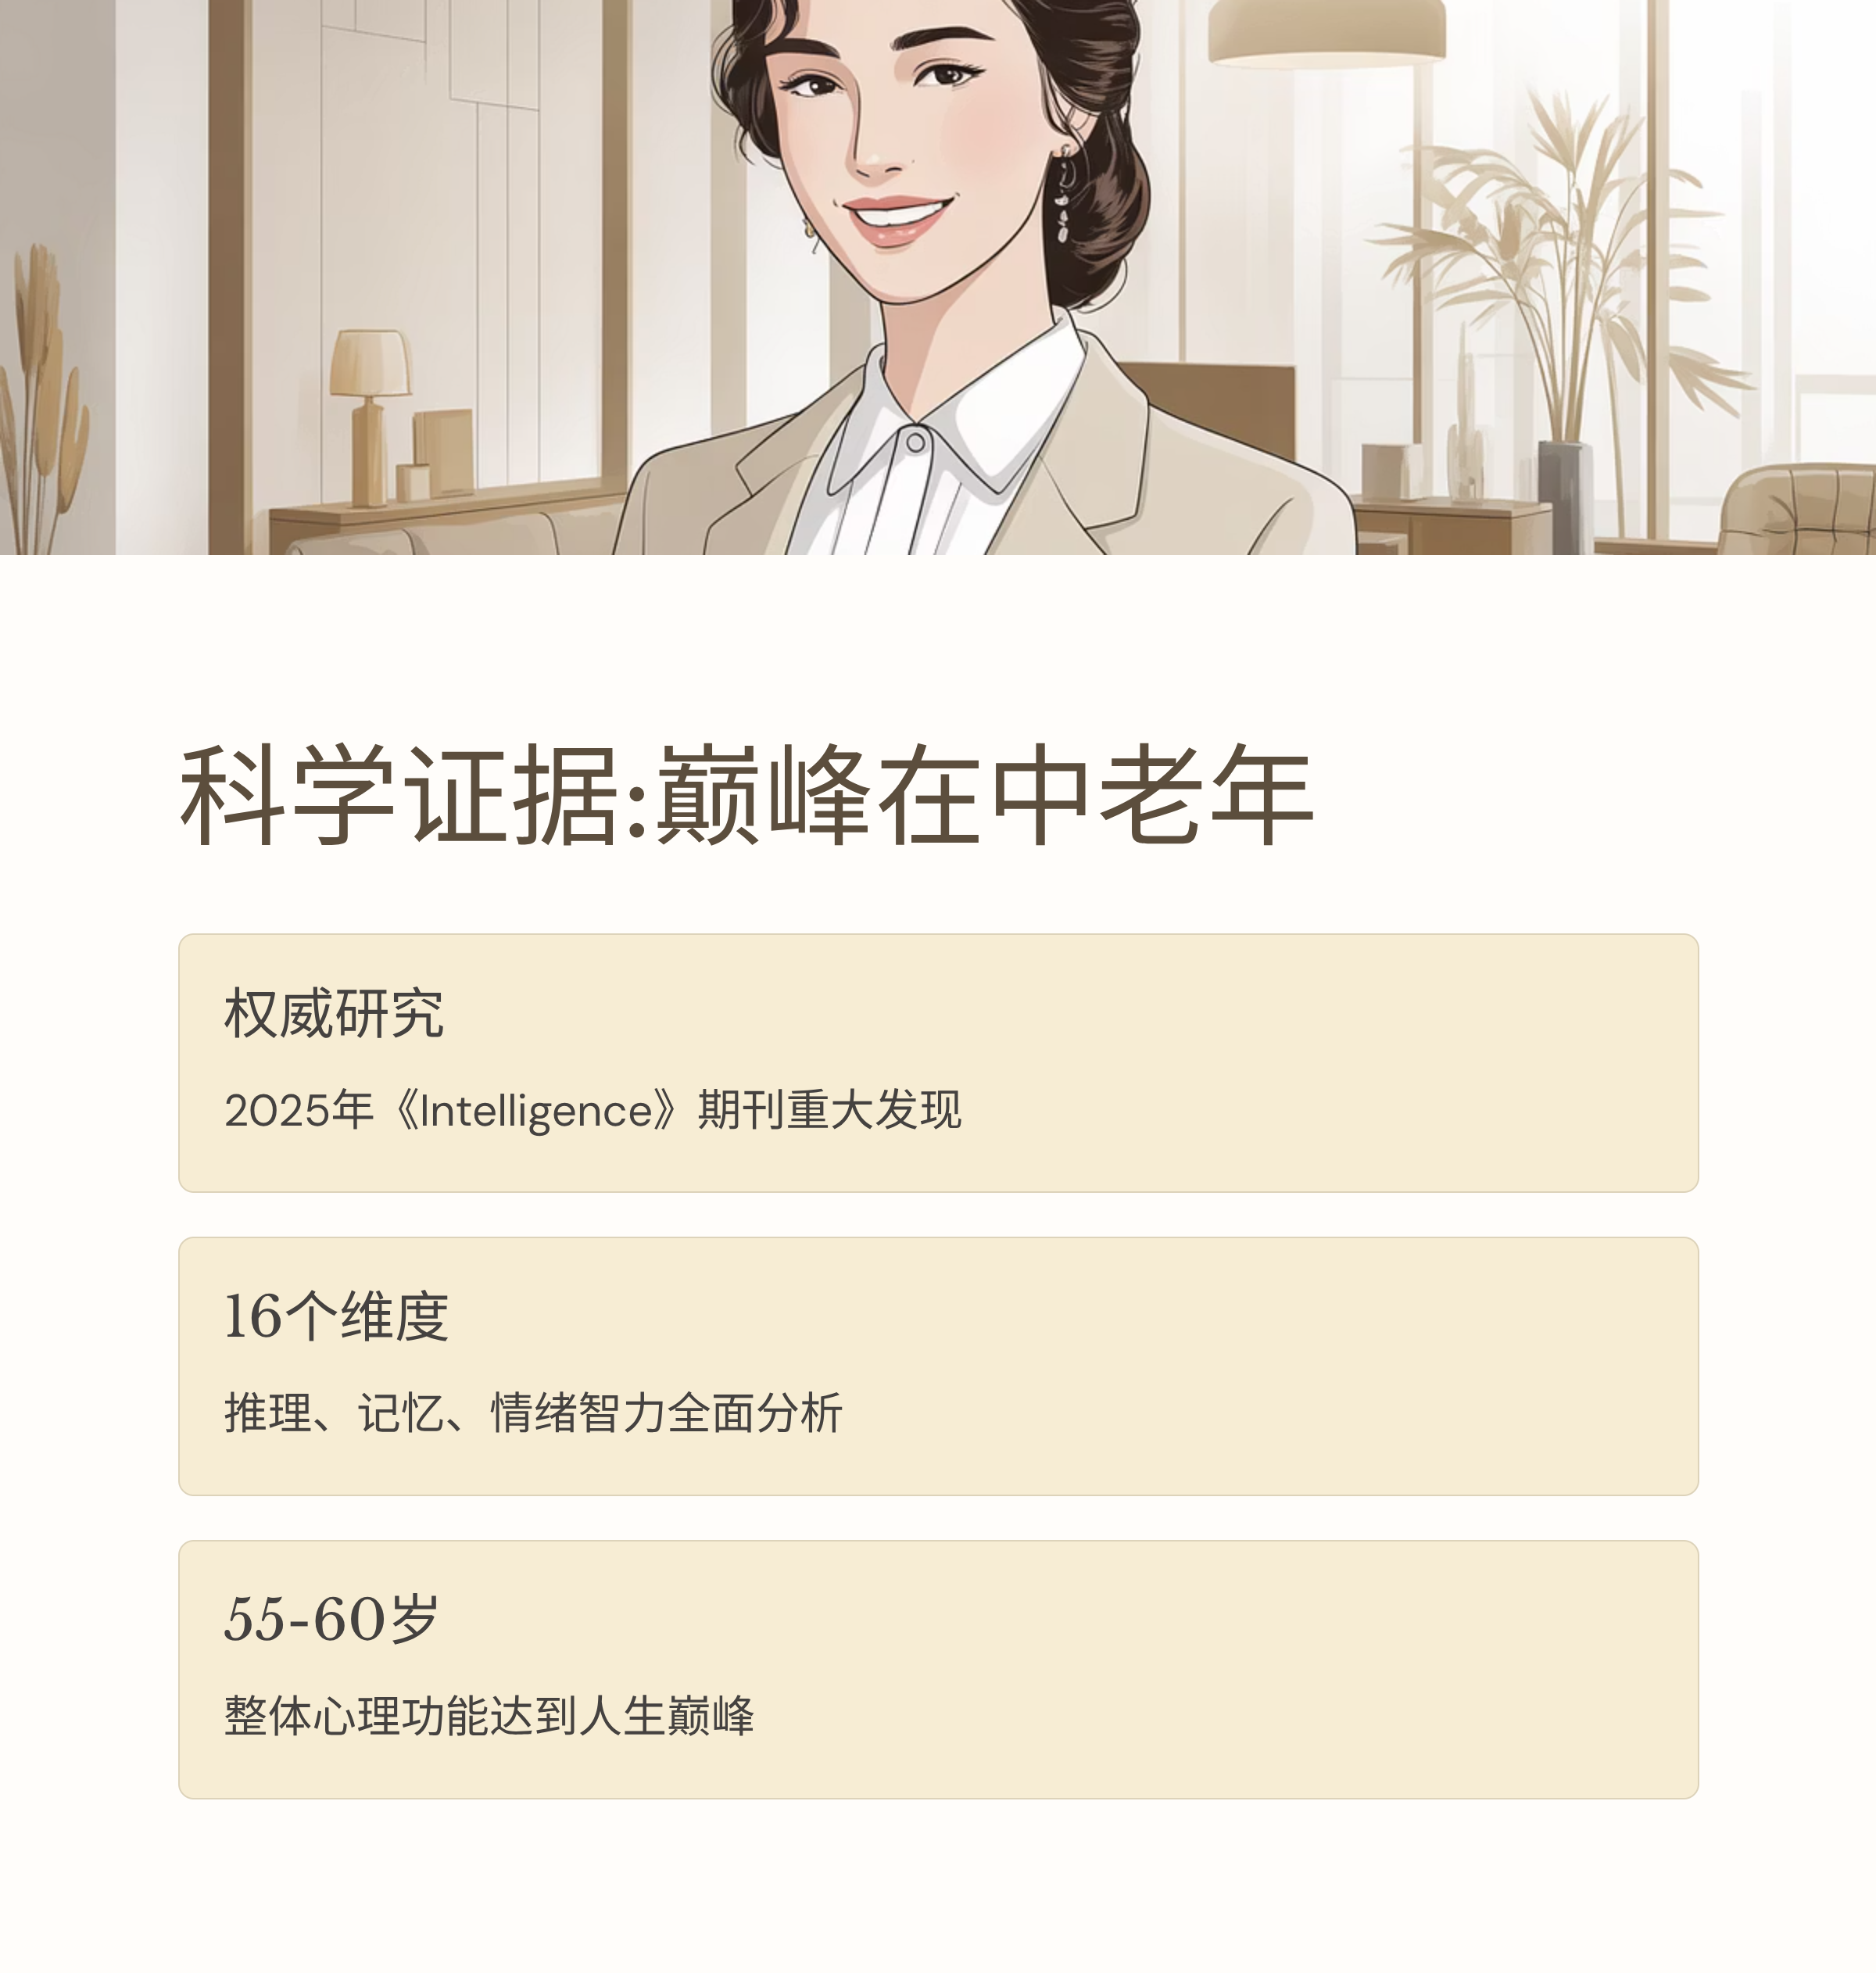 科学证据:巅峰在中老年
权威研究
2025年《Intelligence》期刊重大发现
16个维度
推理、记忆、情绪智力全面分析
55-60岁
整体心理功能达到人生巅峰